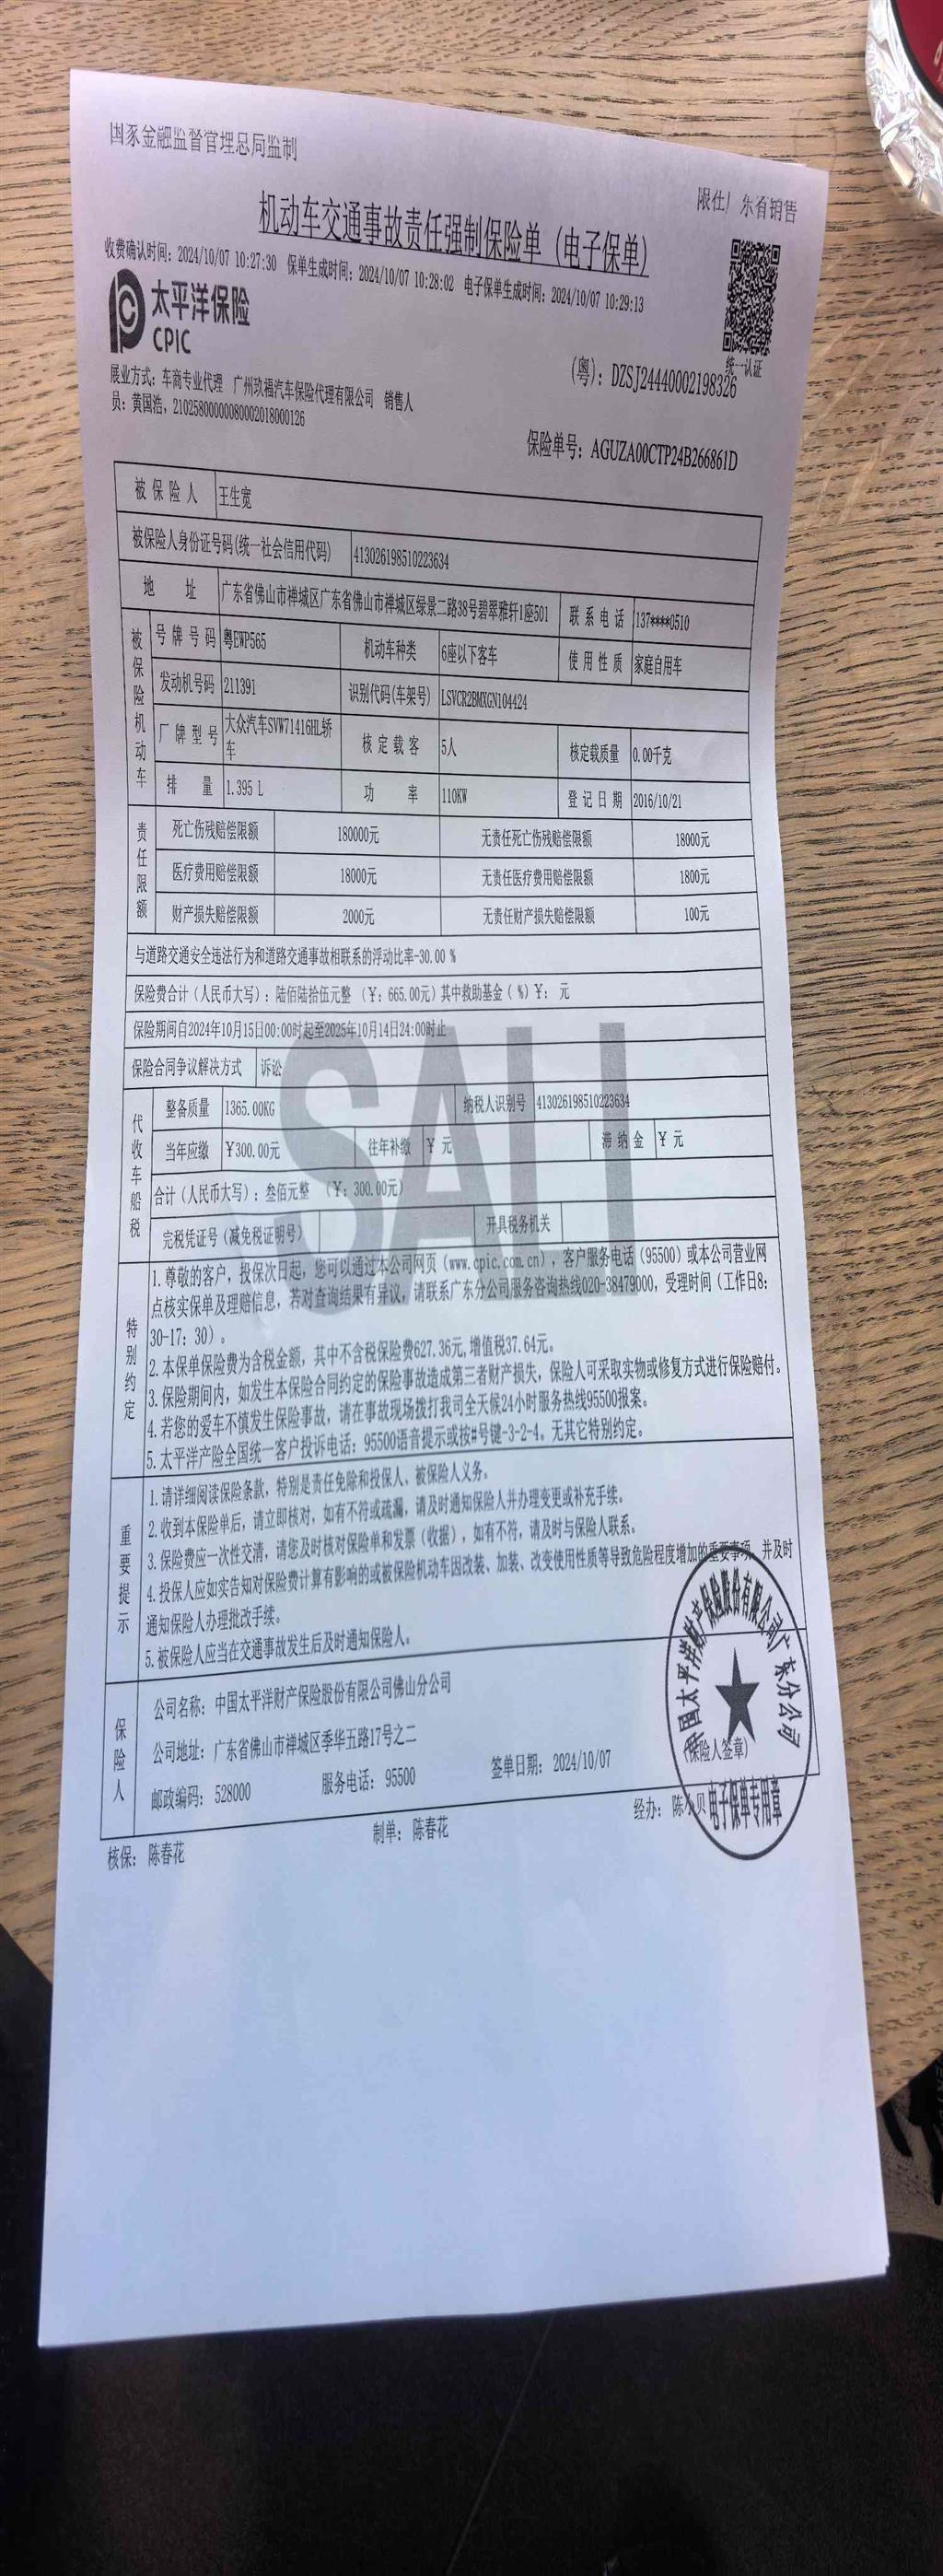 国家金融监督管理总局监制
限在广东省销售
机动车交通事故责任强制保险单（电子保单）
收费确认时间：2024/10/07 10:27:30 保单生成时间：2024/10/07 10:28:02 电子保单生成时间：2024/10/07 10:29:13
太平洋保险
CPIC
统一认证
（粤）：DZSJ24440002198326
展业方式：车商专业代理 广州玖福汽车保险代理有限公司 销售人
员：黄国浩，21025800000080002018000126
保险单号：AGUZA00CTP24B266861D
被保险人 王生宽
被保险人身份证号码(统一社会信用代码) 413026198510223634
地址 广东省佛山市禅城区广东省佛山市禅城区绿景二路38号碧翠雅轩1座501 联系电话 137****0510
被保险机动车
号牌号码 粤EWP565 机动车种类 6座以下客车 使用性质 家庭自用车
发动机号码 211391 识别代码(车架号) LSVCR2BMXGN104424
厂牌型号 大众汽车SVW71416HL轿车 核定载客 5人 核定载质量 0.00千克
排量 1.395 L 功率 110KW 登记日期 2016/10/21
责任限额
死亡伤残赔偿限额 180000元 无责任死亡伤残赔偿限额 18000元
医疗费用赔偿限额 18000元 无责任医疗费用赔偿限额 1800元
财产损失赔偿限额 2000元 无责任财产损失赔偿限额 100元
与道路交通安全违法行为和道路交通事故相联系的浮动比率-30.00 %
保险费合计（人民币大写）：陆佰陆拾伍元整 （¥：665.00元）其中救助基金（ %）¥： 元
保险期间自2024年10月15日00:00时起至2025年10月14日24:00时止
保险合同争议解决方式 诉讼
SALI
代收车船税
整备质量 1365.00KG 纳税人识别号 413026198510223634
当年应缴 ¥300.00元 往年补缴 ¥ 元 滞纳金 ¥ 元
合计（人民币大写）：叁佰元整 （¥：300.00元）
完税凭证号（减免税证明号） 开具税务机关
特别约定
1. 尊敬的客户，投保次日起，您可以通过本公司网页（www.cpic.com.cn），客户服务电话（95500）或本公司营业网
点核实保单及理赔信息，若对查询结果有异议，请联系广东分公司服务咨询热线020-38479000，受理时间（工作日8：
30-17：30）。
2. 本保单保险费为含税金额，其中不含税保险费627.36元,增值税37.64元。
3. 保险期间内，如发生本保险合同约定的保险事故造成第三者财产损失，保险人可采取实物或修复方式进行保险赔付。
4. 若您的爱车不慎发生保险事故，请在事故现场拨打我司全天候24小时服务热线95500报案。
5. 太平洋产险全国统一客户投诉电话：95500语音提示或按#号键-3-2-4。无其它特别约定。
重要提示
1. 请详细阅读保险条款，特别是责任免除和投保人、被保险人义务。
2. 收到本保险单后，请立即核对，如有不符或疏漏，请及时通知保险人并办理变更或补充手续。
3. 保险费应一次性交清，请您及时核对保险单和发票（收据），如有不符，请及时与保险人联系。
4. 投保人应如实告知对保险费计算有影响的或被保险机动车因改装、加装、改变使用性质等导致危险程度增加的重要事项，并及时
通知保险人办理批改手续。
5. 被保险人应当在交通事故发生后及时通知保险人。
保险人
公司名称：中国太平洋财产保险股份有限公司佛山分公司
公司地址：广东省佛山市禅城区季华五路17号之二
邮政编码：528000 服务电话：95500 签单日期：2024/10/07
（保险人签章）
中国太平洋财产保险股份有限公司广东分公司
电子保单专用章
核保：陈春花 制单：陈春花 经办：陈小贝